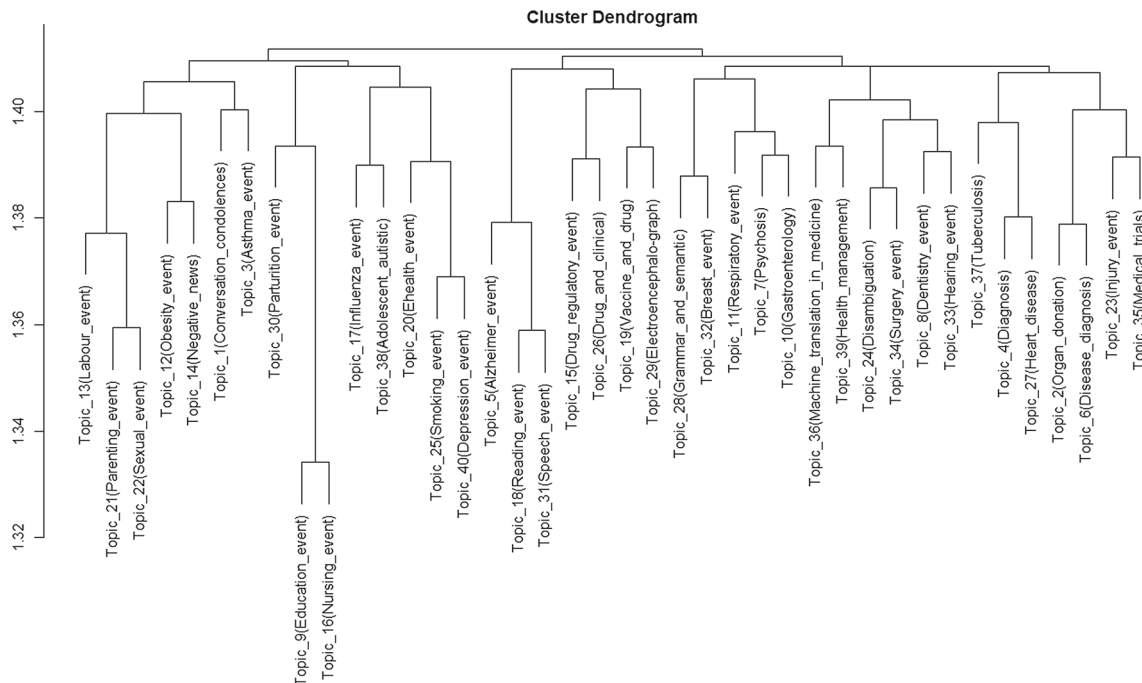 Cluster Dendrogram
1.40
1.38
1.36
1.34
1.32
Topic_13(Labour_event)
Topic_21(Parenting_event)
Topic_22(Sexual_event)
Topic_12(Obesity_event)
Topic_14(Negative_news)
Topic_1(Conversation_condolences)
Topic_3(Asthma_event)
Topic_30(Parturition_event)
Topic_9(Education_event)
Topic_16(Nursing_event)
Topic_17(Influenza_event)
Topic_38(Adolescent_autistic)
Topic_20(Ehealth_event)
Topic_25(Smoking_event)
Topic_40(Depression_event)
Topic_5(Alzheimer_event)
Topic_18(Reading_event)
Topic_31(Speech_event)
Topic_15(Drug_regulatory_event)
Topic_26(Drug_and_clinical)
Topic_19(Vaccine_and_drug)
Topic_29(Electroencephalo-graph)
Topic_28(Grammar_and_semantic)
Topic_32(Breast_event)
Topic_11(Respiratory_event)
Topic_7(Psychosis)
Topic_10(Gastroenterology)
Topic_36(Machine_translation_in_medicine)
Topic_39(Health_management)
Topic_24(Disambiguation)
Topic_34(Surgery_event)
Topic_8(Dentistry_event)
Topic_33(Hearing_event)
Topic_37(Tuberculosis)
Topic_4(Diagnosis)
Topic_27(Heart_disease)
Topic_2(Organ_donation)
Topic_6(Disease_diagnosis)
Topic_23(Injury_event)
Topic_35(Medical_trials)